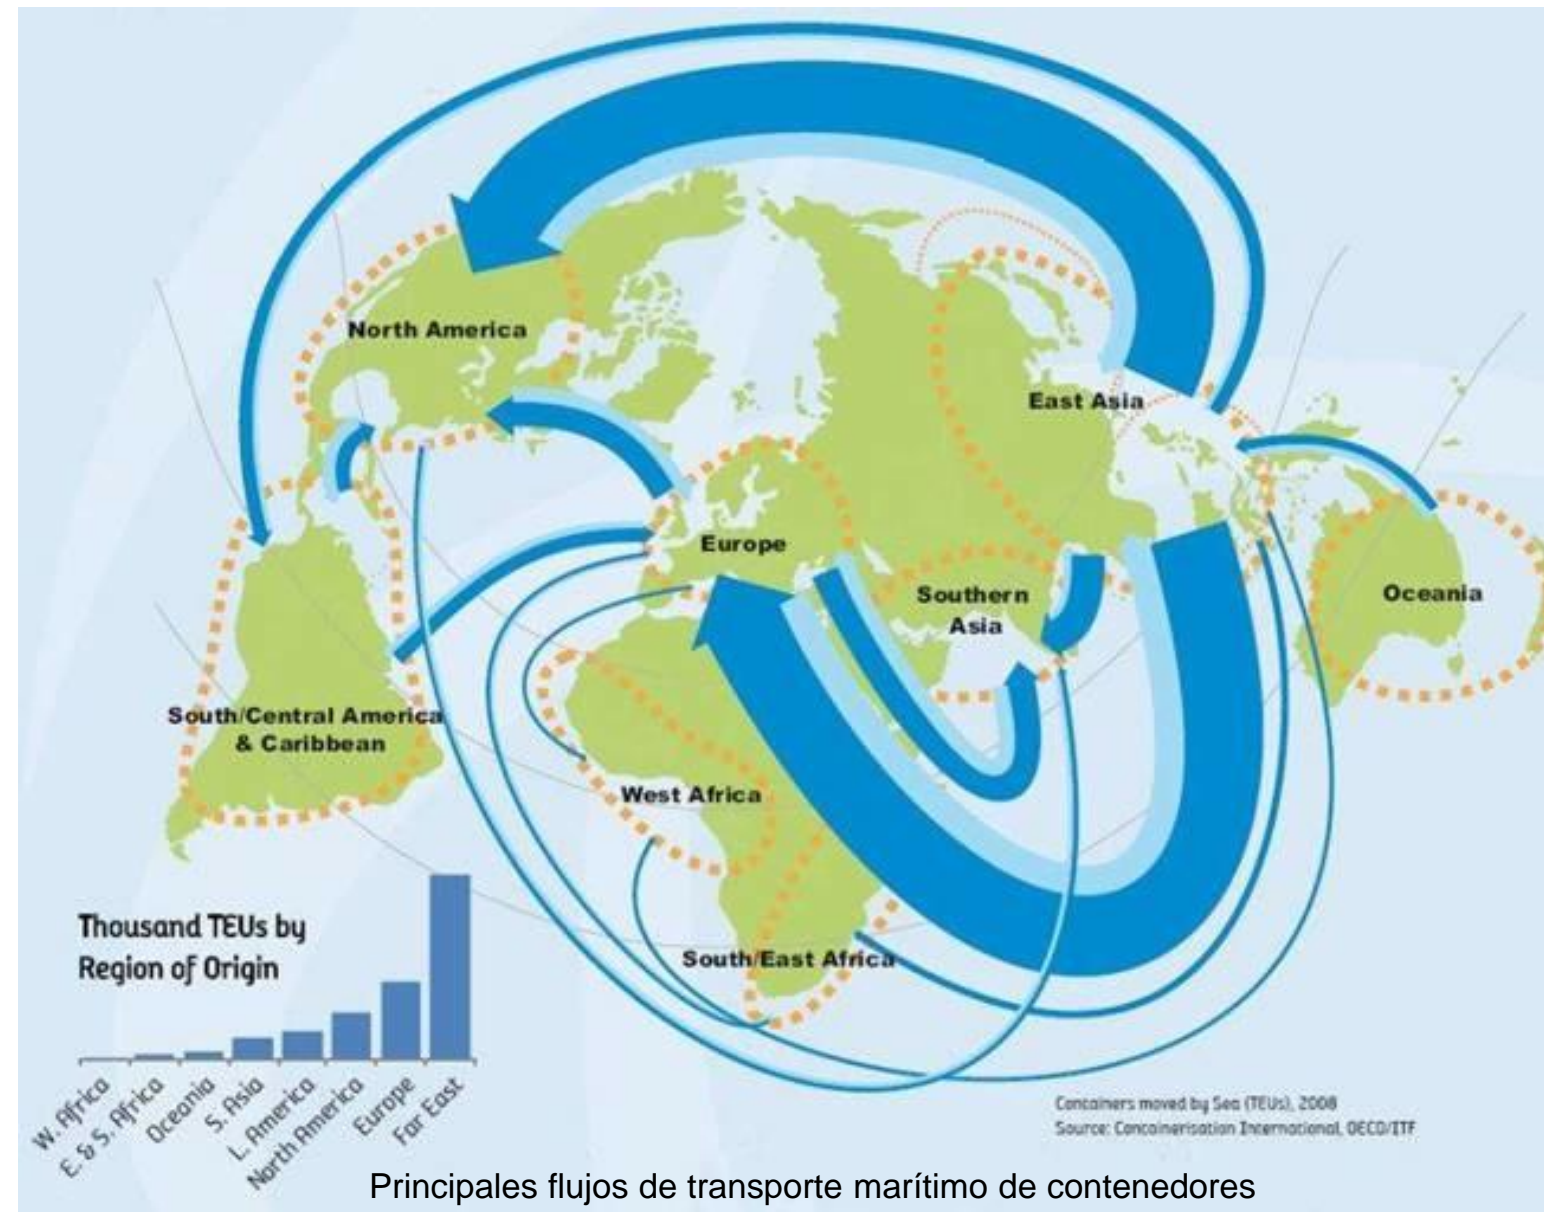 North America
East Asia
Europe
Southern
Asia
Oceania
South/Central America
& Caribbean
West Africa
South/East Africa
Thousand TEUs by
Region of Origin
W. Africa
E. & S. Africa
Oceania
S. Asia
L. America
North America
Europe
Far East
Containers moved by Sea (TEUs), 2008
Source: Containerisation International, OECD/ITF
Principales flujos de transporte marítimo de contenedores